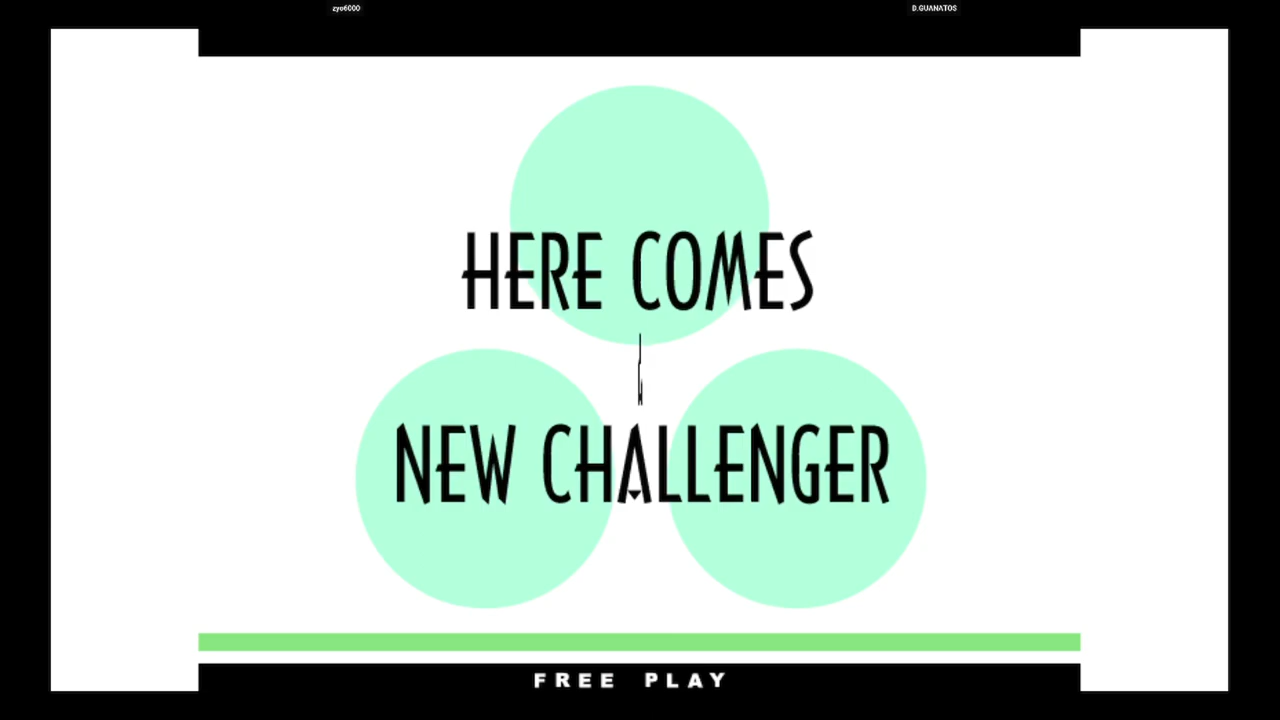 zyo6000 D.GUANATOS
HERE COMES
A
NEW CHALLENGER
FREE PLAY